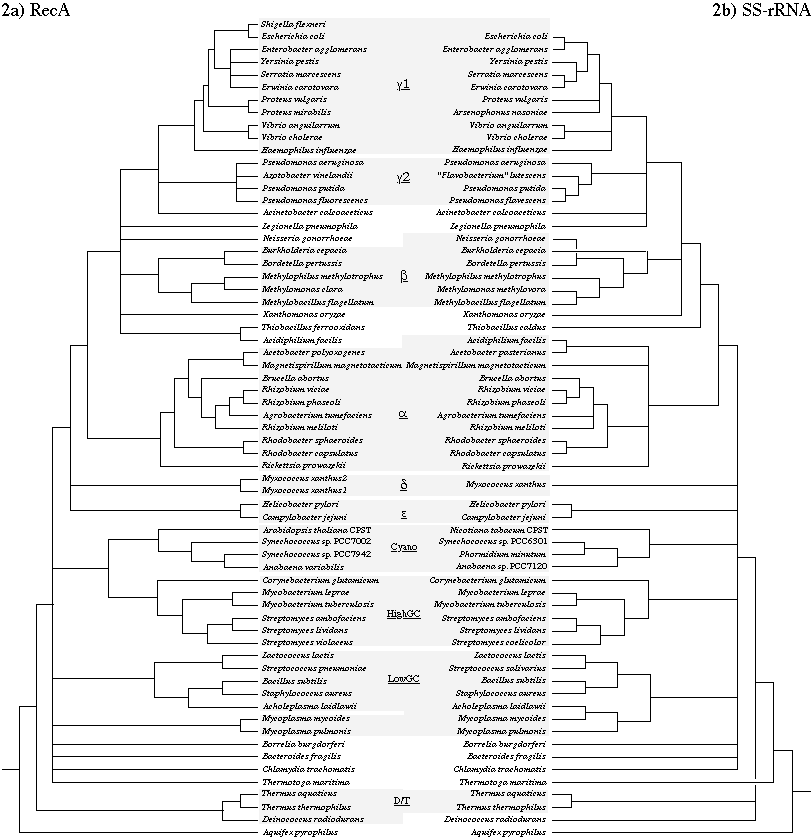 2a) RecA 2b) SS-rRNA
Shigella flexneri
Escherichia coli Escherichia coli
Enterobacter agglomerans Enterobacter agglomerans
Yersinia pestis Yersinia pestis
Serratia marcescens Serratia marcescens
Erwinia carotovara γ1 Erwinia carotovara
Proteus vulgaris Proteus vulgaris
Proteus mirabilis Arsenophonus nasoniae
Vibrio anguilarrum Vibrio anguilarrum
Vibrio cholerae Vibrio cholerae
Haemophilus influenzae Haemophilus influenzae
Pseudomonas aeruginosa Pseudomonas aeruginosa
Azotobacter vinelandii γ2 "Flavobacterium" lutescens
Pseudomonas putida Pseudomonas putida
Pseudomonas fluorescens Pseudomonas flavescens
Acinetobacter calcoaceticus Acinetobacter calcoaceticus
Legionella pneumophila Legionella pneumophila
Neisseria gonorrhoeae Neisseria gonorrhoeae
Burkholderia cepacia Burkholderia cepacia
Bordetella pertussis Bordetella pertussis
Methylophilus methylotrophus β Methylophilus methylotrophus
Methylomonas clara Methylomonas methylovora
Methylobacillus flagellatum Methylobacillus flagellatum
Xanthomonas oryzae Xanthomonas oryzae
Thiobacillus ferrooxidans Thiobacillus caldus
Acidiphilium facilis Acidiphilium facilis
Acetobacter polyoxogenes Acetobacter pasterianus
Magnetispirillum magnetotacticum Magnetispirillum magnetotacticum
Brucella abortus Brucella abortus
Rhizobium viciae Rhizobium viciae
Rhizobium phaseoli Rhizobium phaseoli
Agrobacterium tumefaciens α Agrobacterium tumefaciens
Rhizobium meliloti Rhizobium meliloti
Rhodobacter sphaeroides Rhodobacter sphaeroides
Rhodobacter capsulatus Rhodobacter capsulatus
Rickettsia prowazekii Rickettsia prowazekii
Myxococcus xanthus2
Myxococcus xanthus1 δ Myxococcus xanthus
Helicobacter pylori Helicobacter pylori
Campylobacter jejuni ε Campylobacter jejuni
Arabidopsis thaliana CPST Nicotiana tabacum CPST
Synechococcus sp. PCC7002 Cyano Synechococcus sp. PCC6301
Synechococcus sp. PCC7942 Phormidium minutum
Anabaena variabilis Anabaena sp. PCC7120
Corynebacterium glutamicum Corynebacterium glutamicum
Mycobacterium leprae Mycobacterium leprae
Mycobacterium tuberculosis HighGC Mycobacterium tuberculosis
Streptomyces ambofaciens Streptomyces ambofaciens
Streptomyces lividans Streptomyces lividans
Streptomyces violaceus Streptomyces coelicolor
Lactococcus lactis Lactococcus lactis
Streptococcus pneumoniae Streptococcus salivarius
Bacillus subtilis LowGC Bacillus subtilis
Staphylococcus aureus Staphylococcus aureus
Acholeplasma laidlawii Acholeplasma laidlawii
Mycoplasma mycoides Mycoplasma mycoides
Mycoplasma pulmonis Mycoplasma pulmonis
Borrelia burgdorferi Borrelia burgdorferi
Bacteroides fragilis Bacteroides fragilis
Chlamydia trachomatis Chlamydia trachomatis
Thermotoga maritima Thermotoga maritima
Thermus aquaticus Thermus aquaticus
Thermus thermophilus D/T Thermus thermophilus
Deinococcus radiodurans Deinococcus radiodurans
Aquifex pyrophilus Aquifex pyrophilus